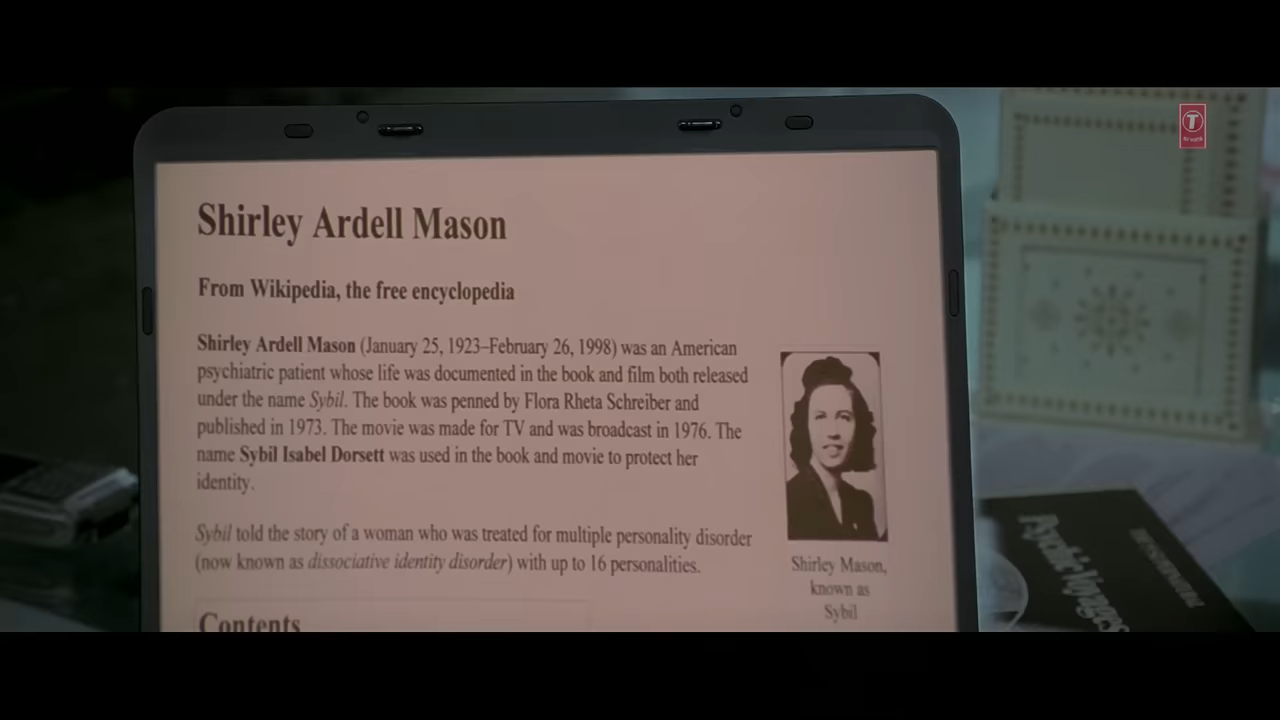 Shirley Ardell Mason
From Wikipedia, the free encyclopedia
Shirley Ardell Mason (January 25, 1923–February 26, 1998) was an American
psychiatric patient whose life was documented in the book and film both released
under the name Sybil. The book was penned by Flora Rheta Schreiber and
published in 1973. The movie was made for TV and was broadcast in 1976. The
name Sybil Isabel Dorsett was used in the book and movie to protect her
identity.
Sybil told the story of a woman who was treated for multiple personality disorder
(now known as dissociative identity disorder) with up to 16 personalities.
Contents
Shirley Mason,
known as
Sybil
T
Psychic Voyages